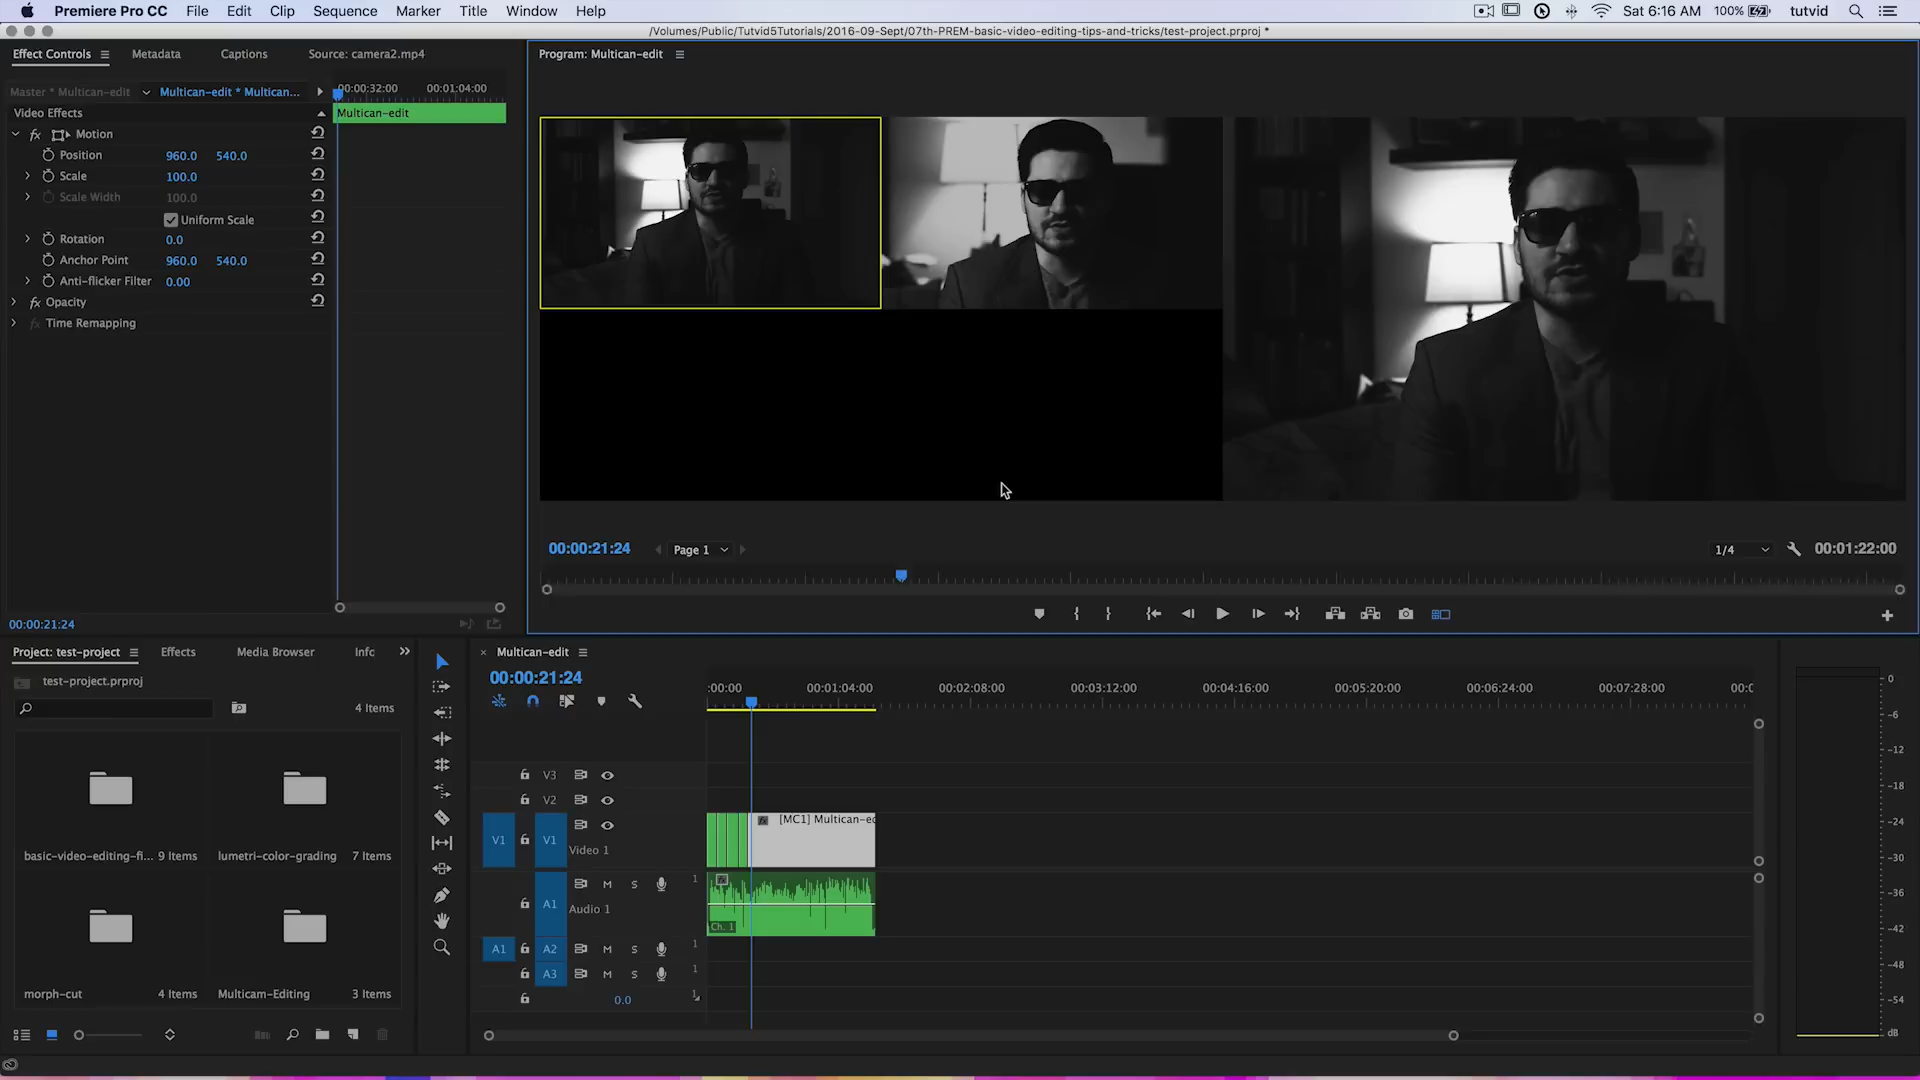 Premiere Pro CC File Edit Clip Sequence Marker Title Window Help Sat 6:16 AM 100% tutvid
/Volumes/Public/Tutvid5Tutorials/2016-09-Sept/07th-PREM-basic-video-editing-tips-and-tricks/test-project.prproj *
Effect Controls Metadata Captions Source: camera2.mp4
Program: Multican-edit
Master * Multican-edit Multican-edit * Multican...
00:00:32:00 00:01:04:00
Video Effects
Multican-edit
fx Motion
Position 960.0 540.0
Scale 100.0
Scale Width 100.0
Uniform Scale
Rotation 0.0
Anchor Point 960.0 540.0
Anti-flicker Filter 0.00
fx Opacity
fx Time Remapping
00:00:21:24 Page 1 1/4 00:01:22:00
00:00:21:24
Project: test-project Effects Media Browser Info
test-project.prproj
4 Items
basic-video-editing-fi... 9 Items
lumetri-color-grading 7 Items
morph-cut 4 Items
Multicam-Editing 3 Items
Multican-edit
00:00:21:24
:00:00 00:01:04:00 00:02:08:00 00:03:12:00 00:04:16:00 00:05:20:00 00:06:24:00 00:07:28:00 00:0
V3
V2
V1 V1
Video 1
[MC1] Multican-ed
A1 M S 1
Audio 1
Ch. 1
A1 A2 M S 1
A3 M S 1
0.0 1
0
-6
-12
-18
-24
-30
-36
-42
-48
-54
dB